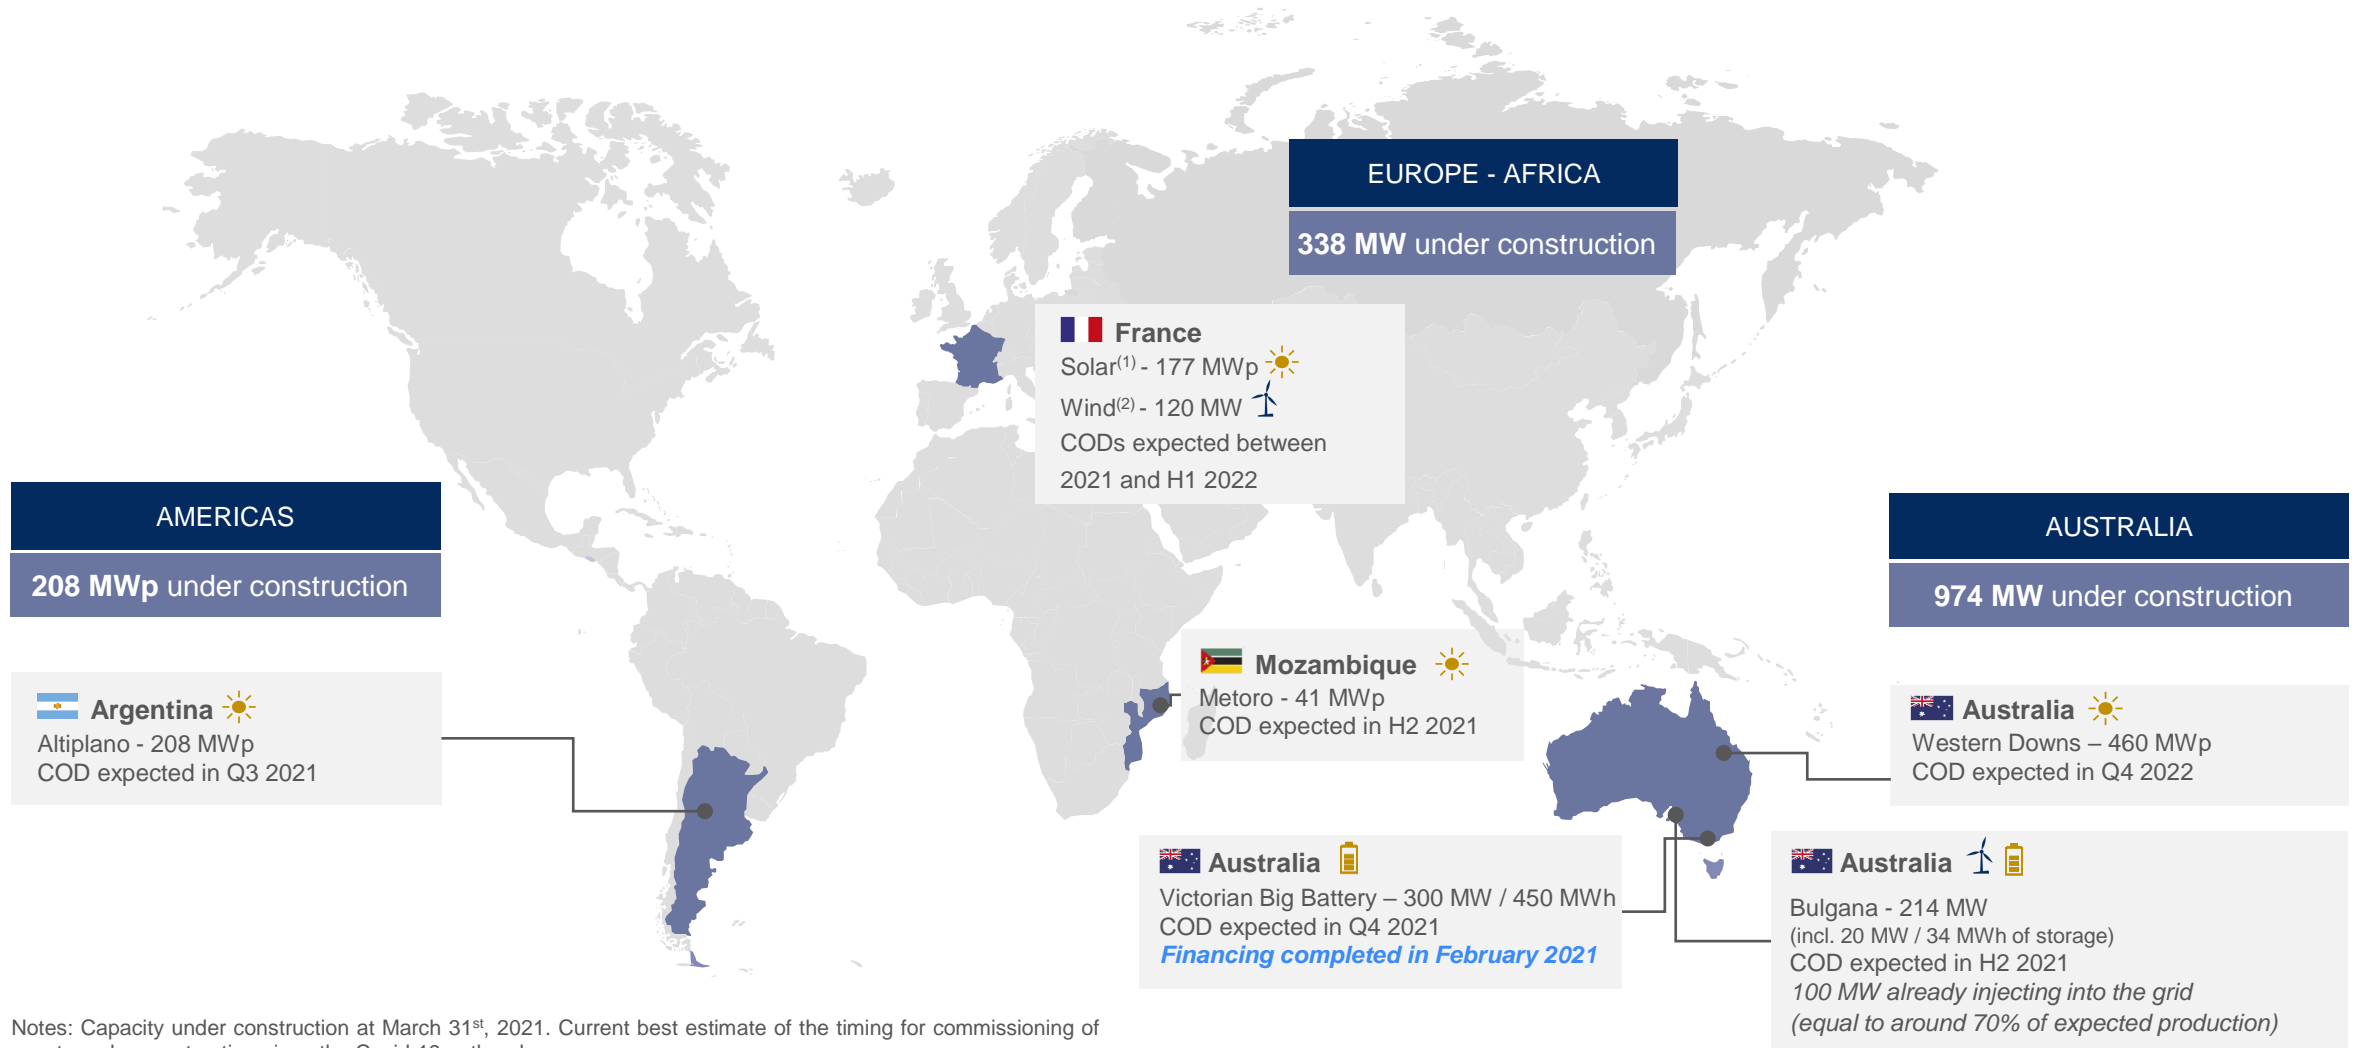 EUROPE - AFRICA
338 MW under construction
France
Solar(1) - 177 MWp
Wind(2) - 120 MW
CODs expected between
2021 and H1 2022
AMERICAS
208 MWp under construction
Argentina
Altiplano - 208 MWp
COD expected in Q3 2021
Mozambique
Metoro - 41 MWp
COD expected in H2 2021
AUSTRALIA
974 MW under construction
Australia
Western Downs – 460 MWp
COD expected in Q4 2022
Australia
Victorian Big Battery – 300 MW / 450 MWh
COD expected in Q4 2021
Financing completed in February 2021
Australia
Bulgana - 214 MW
(incl. 20 MW / 34 MWh of storage)
COD expected in H2 2021
100 MW already injecting into the grid
(equal to around 70% of expected production)
Notes: Capacity under construction at March 31st, 2021. Current best estimate of the timing for commissioning of